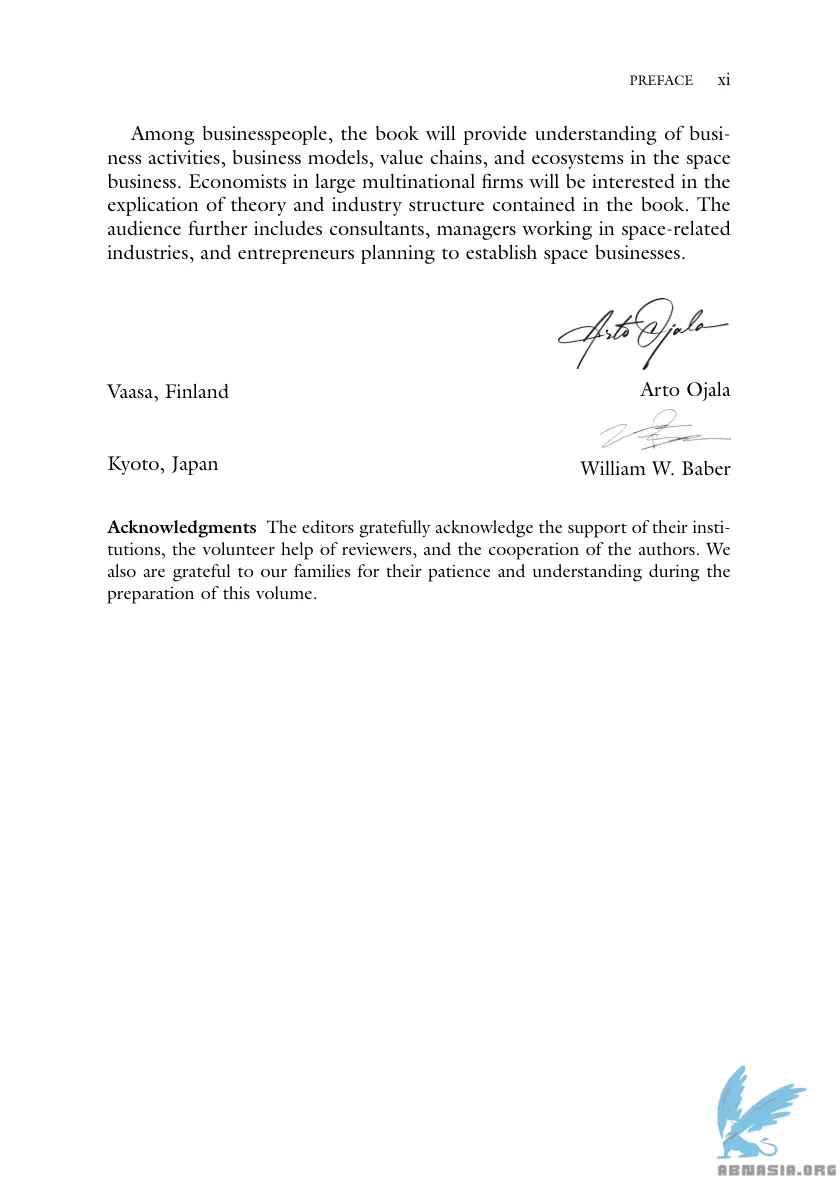 PREFACE xi
Among businesspeople, the book will provide understanding of busi-
ness activities, business models, value chains, and ecosystems in the space
business. Economists in large multinational firms will be interested in the
explication of theory and industry structure contained in the book. The
audience further includes consultants, managers working in space-related
industries, and entrepreneurs planning to establish space businesses.
Arto Ojala
Vaasa, Finland
Arto Ojala
Kyoto, Japan
William W. Baber
Acknowledgments The editors gratefully acknowledge the support of their insti-
tutions, the volunteer help of reviewers, and the cooperation of the authors. We
also are grateful to our families for their patience and understanding during the
preparation of this volume.
ABNASIA.ORG